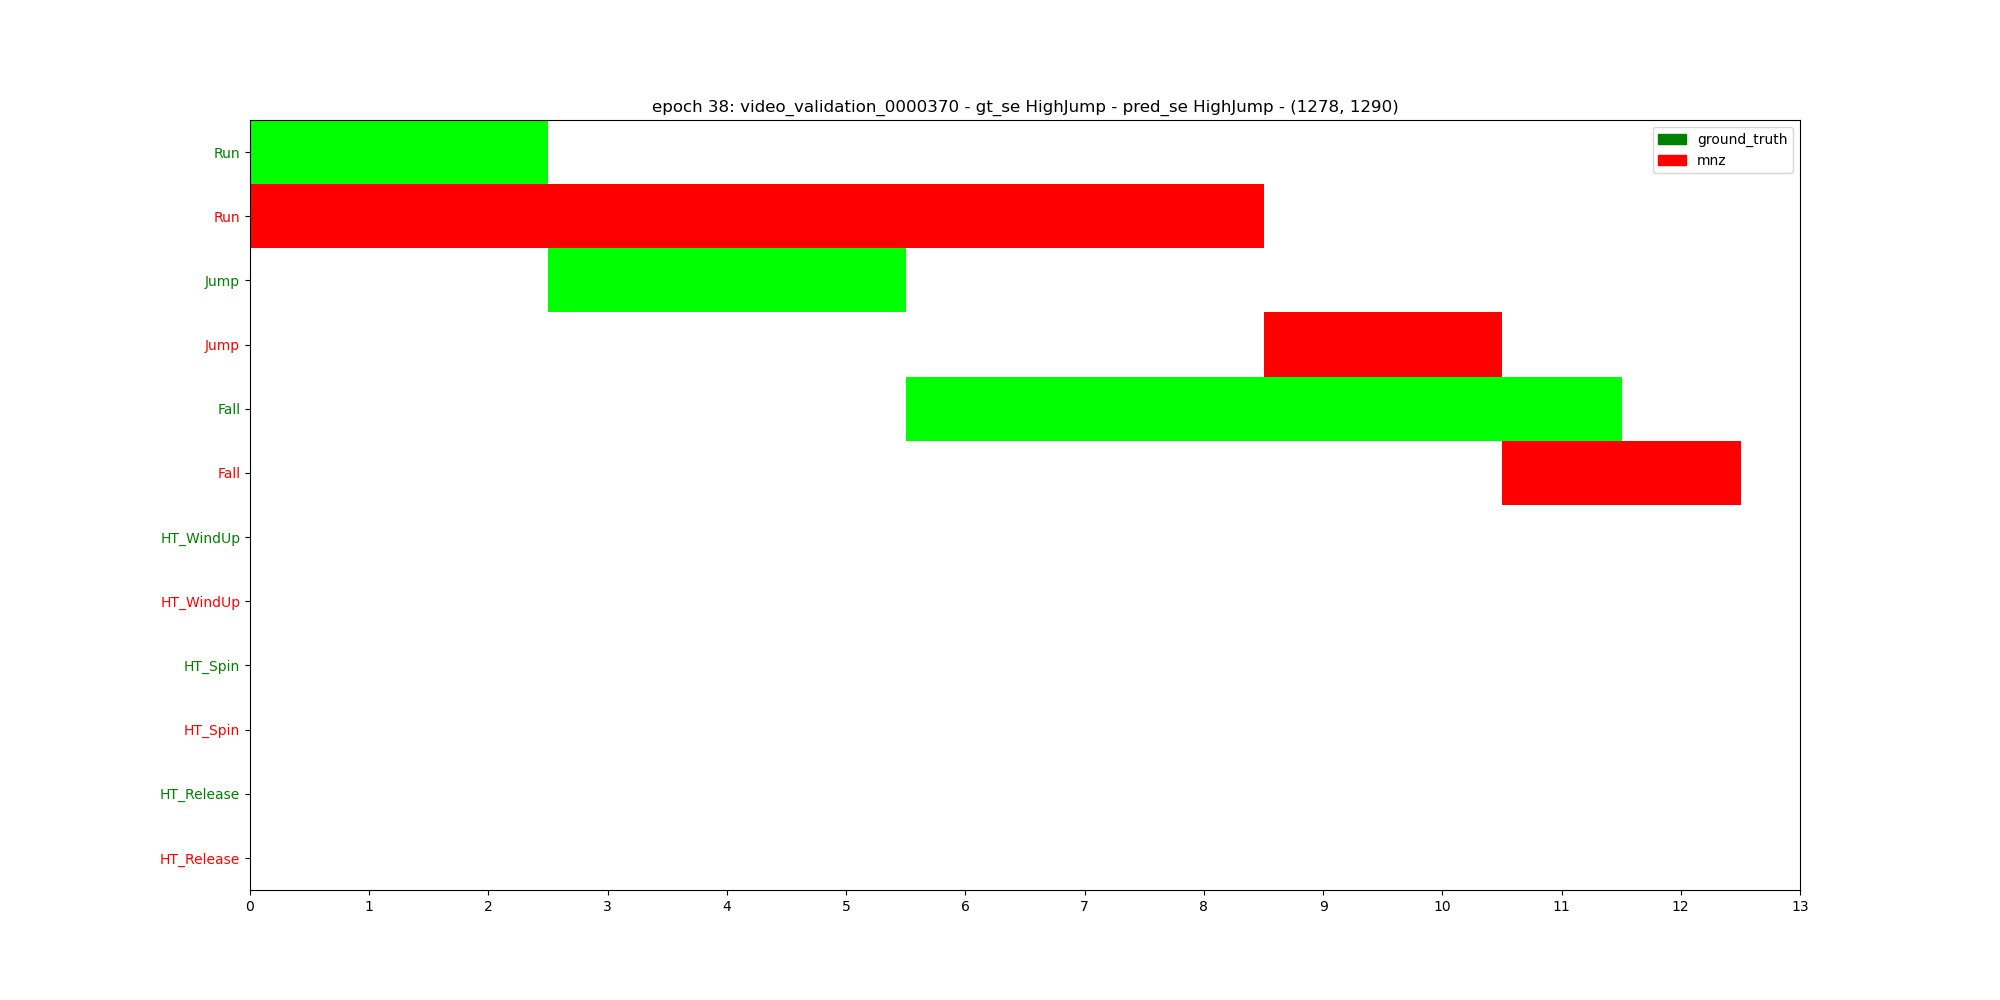 epoch 38: video_validation_0000370 - gt_se HighJump - pred_se HighJump - (1278, 1290)
ground_truth
mnz
Run
Run
Jump
Jump
Fall
Fall
HT_WindUp
HT_WindUp
HT_Spin
HT_Spin
HT_Release
HT_Release
0 1 2 3 4 5 6 7 8 9 10 11 12 13